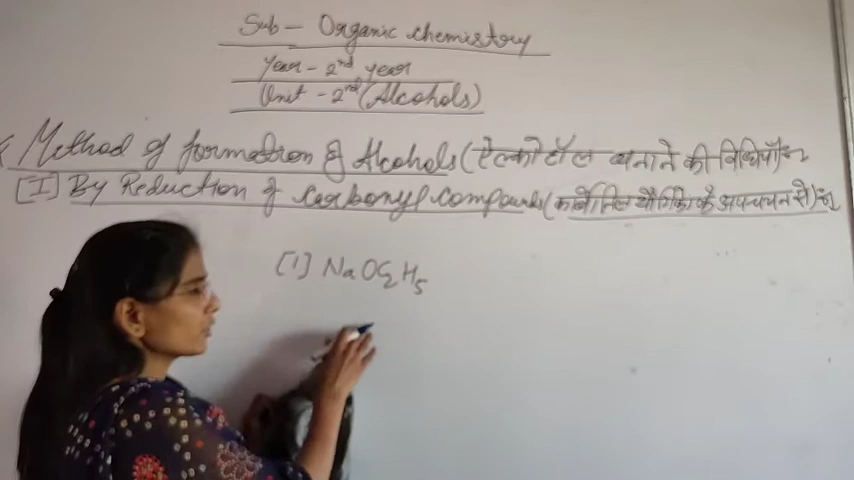 Sub - Organic chemistry
Year - 2nd year
Unit - 2nd (Alcohols)
Method of formation of Alcohols (ऐल्कोहॉल बनाने की विधियाँ) :-
[I] By Reduction of Carbonyl Compounds (कार्बोनिल यौगिको के अपचयन से) :-
[1] NaOC2H5